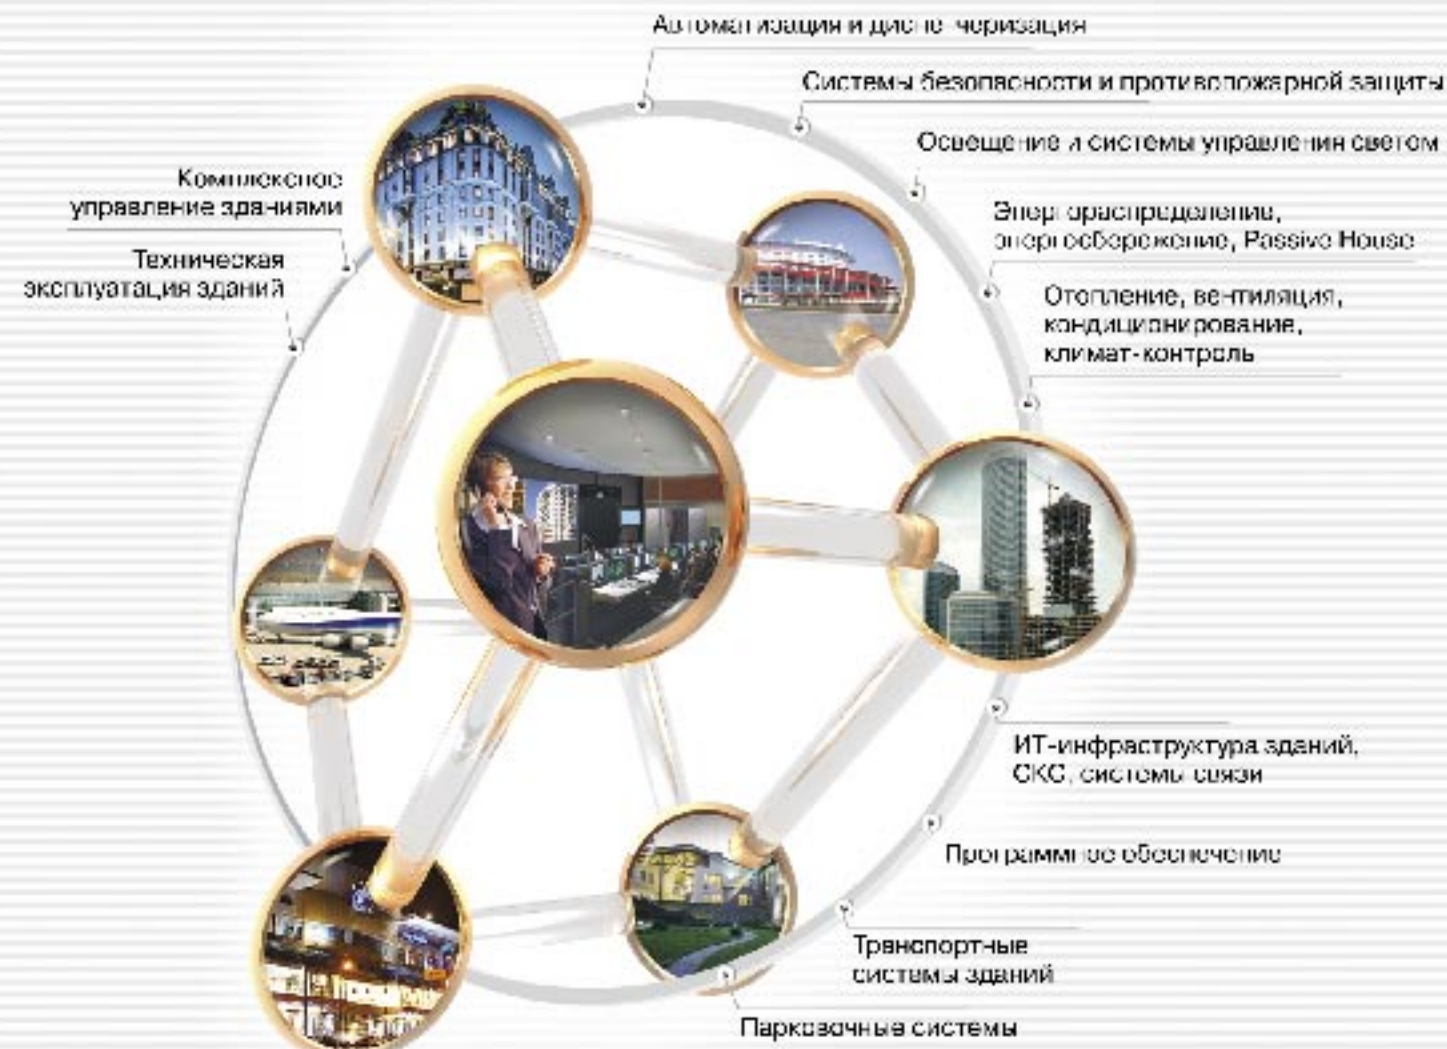 Автоматизация и диспетчеризация
Системы безопасности и противопожарной защиты
Освещение и системы управления светом
Энергораспределение,
энергосбережение, Passive House
Отопление, вентиляция,
кондиционирование,
климат-контроль
Комплексное
управление зданиями
Техническая
эксплуатация зданий
ИТ-инфраструктура зданий,
СКС, системы связи
Программное обеспечение
Транспортные
системы зданий
Парковочные системы